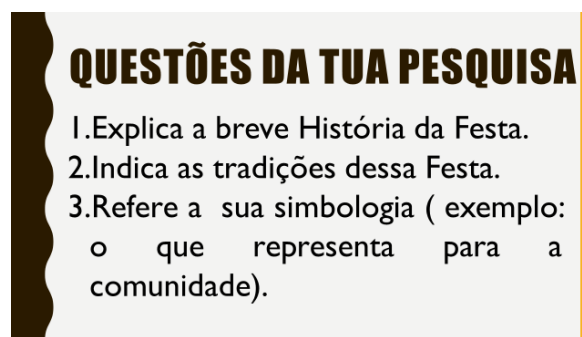 QUESTÕES DA TUA PESQUISA
1.Explica a breve História da Festa.
2.Indica as tradições dessa Festa.
3.Refere a sua simbologia ( exemplo:
o que representa para a
comunidade).